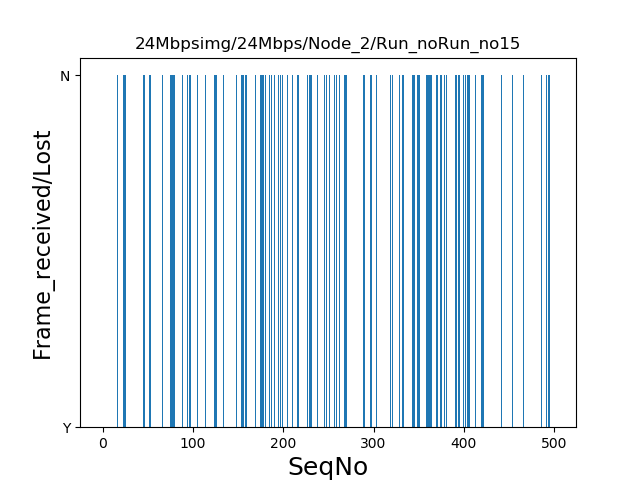 24Mbpsimg/24Mbps/Node_2/Run_noRun_no15
N
Frame_received/Lost
Y
0 100 200 300 400 500
SeqNo